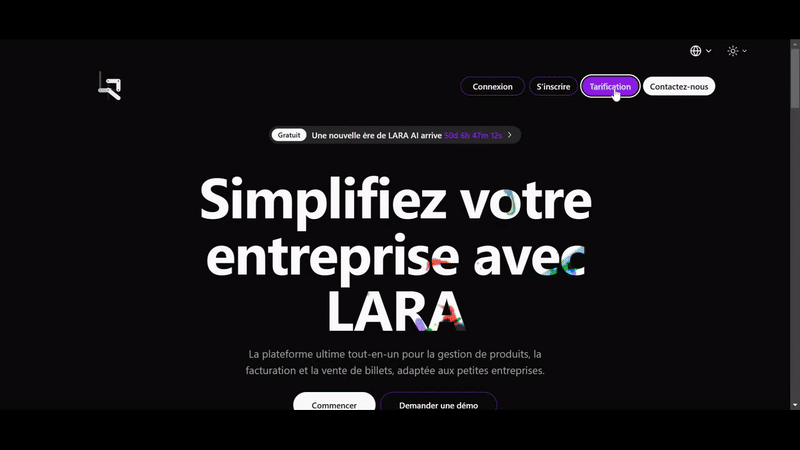 Connexion
S'inscrire
Tarification
Contactez-nous
Gratuit Une nouvelle ère de LARA AI arrive 50d 6h 47m 12s
Simplifiez votre
entreprise avec
LARA
La plateforme ultime tout-en-un pour la gestion de produits, la
facturation et la vente de billets, adaptée aux petites entreprises.
Commencer
Demander une démo